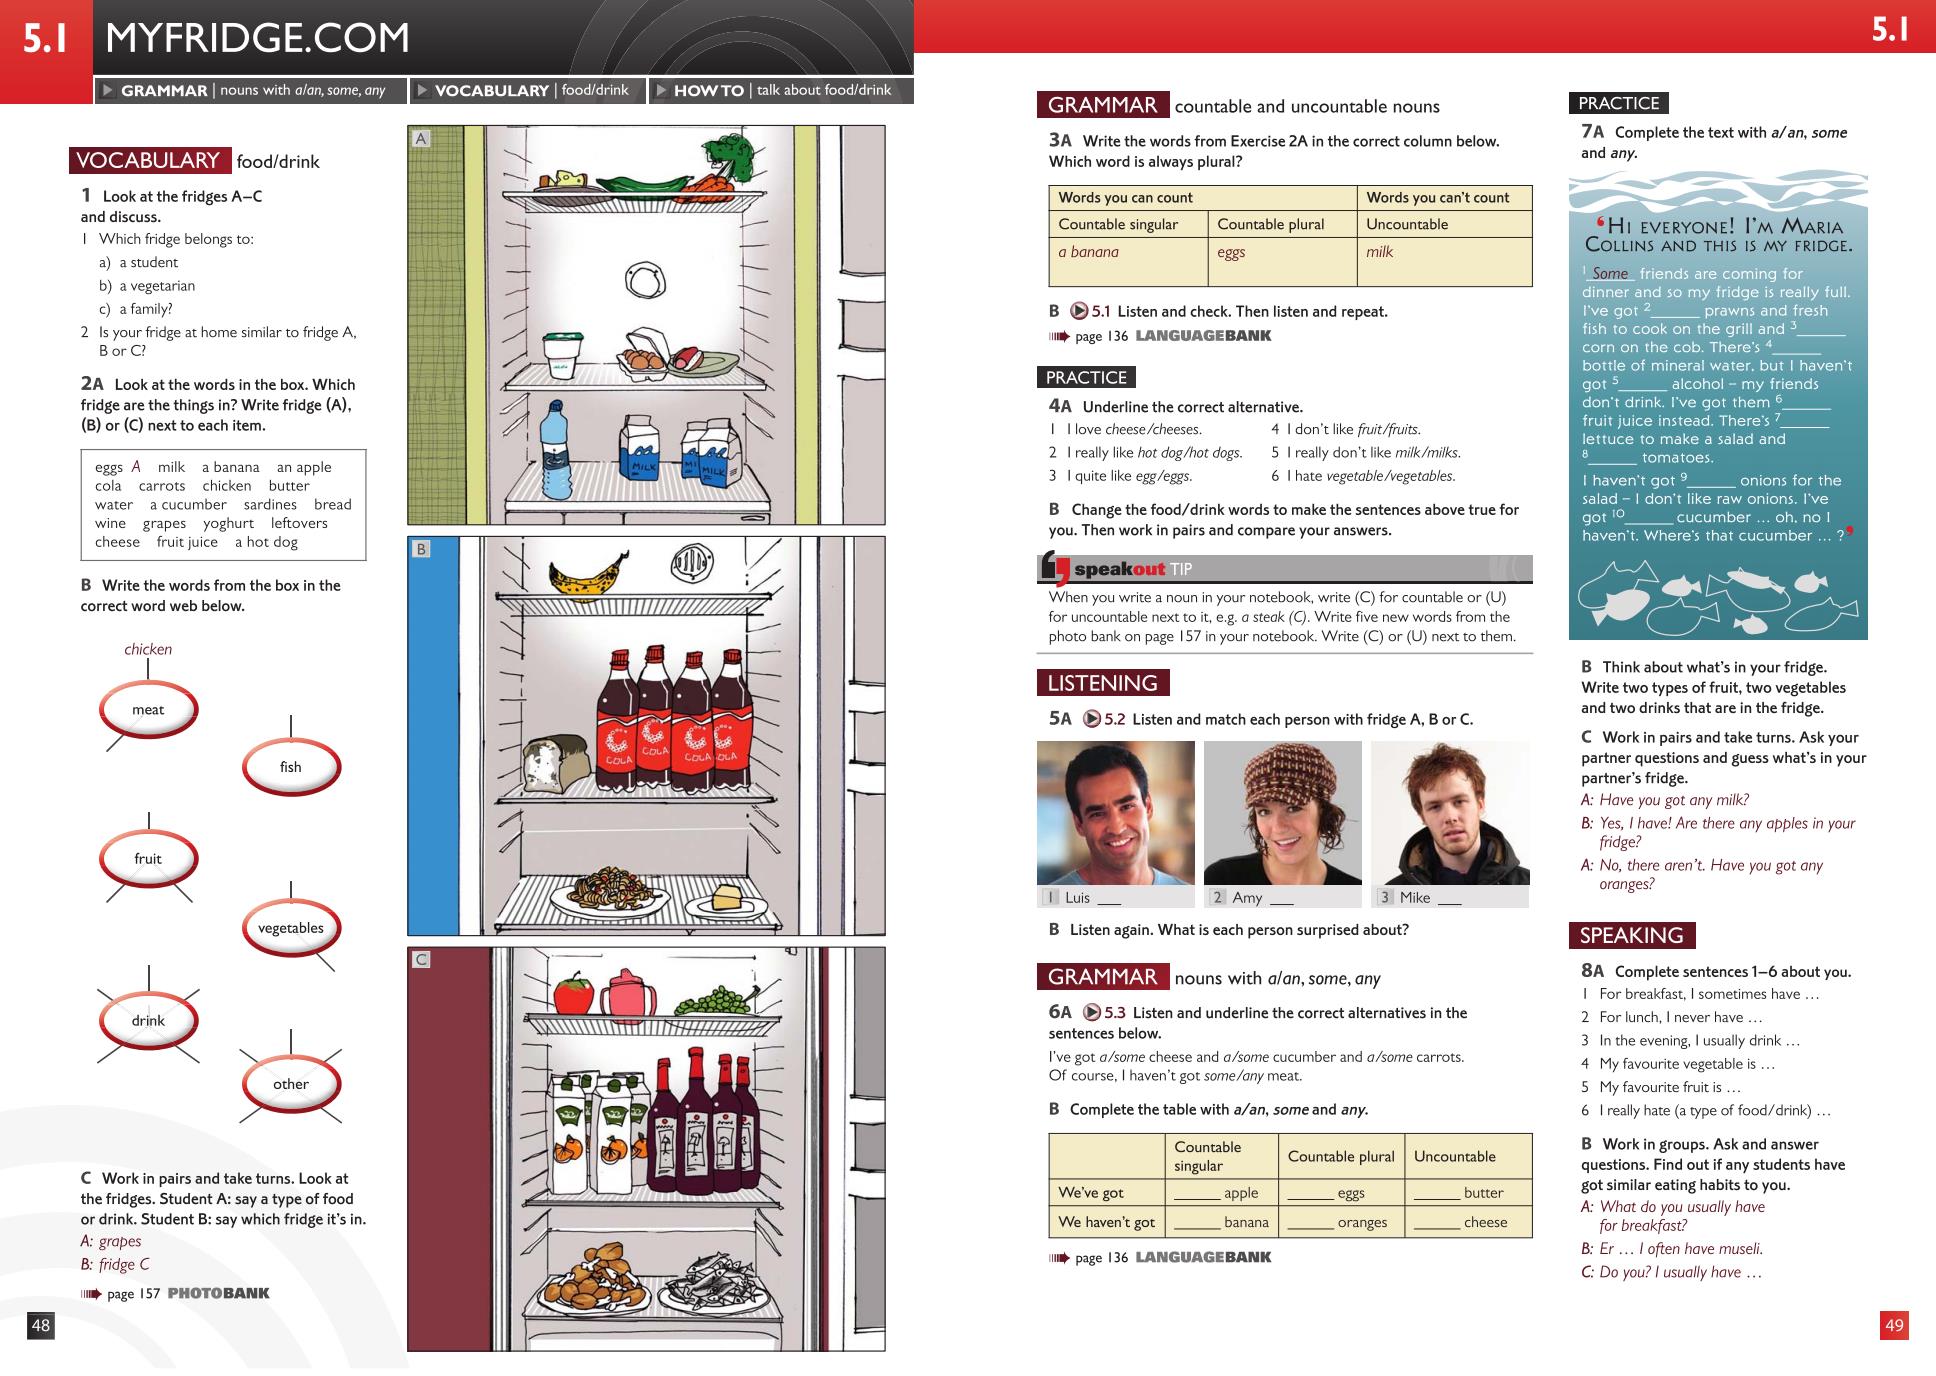 5.1 MYFRIDGE.COM
GRAMMAR | nouns with a/an, some, any
VOCABULARY | food/drink
HOW TO | talk about food/drink
VOCABULARY food/drink
1 Look at the fridges A–C
and discuss.
1 Which fridge belongs to:
a) a student
b) a vegetarian
c) a family?
2 Is your fridge at home similar to fridge A,
B or C?
2A Look at the words in the box. Which
fridge are the things in? Write fridge (A),
(B) or (C) next to each item.
eggs A milk a banana an apple
cola carrots chicken butter
water a cucumber sardines bread
wine grapes yoghurt leftovers
cheese fruit juice a hot dog
B Write the words from the box in the
correct word web below.
chicken
meat
fish
fruit
vegetables
drink
other
C Work in pairs and take turns. Look at
the fridges. Student A: say a type of food
or drink. Student B: say which fridge it's in.
A: grapes
B: fridge C
page 157 PHOTOBANK
48
A
MILK
MI
MILK
B
C
COLA
C
COLA
C
COLA
C
COLA
C
5.1
GRAMMAR countable and uncountable nouns
3A Write the words from Exercise 2A in the correct column below.
Which word is always plural?
Words you can count Words you can't count
Countable singular Countable plural Uncountable
a banana eggs milk
B 5.1 Listen and check. Then listen and repeat.
page 136 LANGUAGEBANK
PRACTICE
4A Underline the correct alternative.
1 I love cheese/cheeses.
2 I really like hot dog/hot dogs.
3 I quite like egg/eggs.
4 I don't like fruit/fruits.
5 I really don't like milk/milks.
6 I hate vegetable/vegetables.
B Change the food/drink words to make the sentences above true for
you. Then work in pairs and compare your answers.
speakout TIP
When you write a noun in your notebook, write (C) for countable or (U)
for uncountable next to it, e.g. a steak (C). Write five new words from the
photo bank on page 157 in your notebook. Write (C) or (U) next to them.
LISTENING
5A 5.2 Listen and match each person with fridge A, B or C.
1 Luis ___
2 Amy ___
3 Mike ___
B Listen again. What is each person surprised about?
GRAMMAR nouns with a/an, some, any
6A 5.3 Listen and underline the correct alternatives in the
sentences below.
I've got a/some cheese and a/some cucumber and a/some carrots.
Of course, I haven't got some/any meat.
B Complete the table with a/an, some and any.
Countable
singular
Countable plural Uncountable
We've got ______ apple ______ eggs ______ butter
We haven't got ______ banana ______ oranges ______ cheese
page 136 LANGUAGEBANK
PRACTICE
7A Complete the text with a/an, some
and any.
‘Hi everyone! I'm Maria
Collins and this is my fridge.
1 Some friends are coming for
dinner and so my fridge is really full.
I've got 2______ prawns and fresh
fish to cook on the grill and 3______
corn on the cob. There's 4______
bottle of mineral water, but I haven't
got 5______ alcohol – my friends
don't drink. I've got them 6______
fruit juice instead. There's 7______
lettuce to make a salad and
8______ tomatoes.
I haven't got 9______ onions for the
salad – I don't like raw onions. I've
got 10______ cucumber ... oh, no I
haven't. Where's that cucumber ... ?’
B Think about what's in your fridge.
Write two types of fruit, two vegetables
and two drinks that are in the fridge.
C Work in pairs and take turns. Ask your
partner questions and guess what's in your
partner's fridge.
A: Have you got any milk?
B: Yes, I have! Are there any apples in your
fridge?
A: No, there aren't. Have you got any
oranges?
SPEAKING
8A Complete sentences 1–6 about you.
1 For breakfast, I sometimes have …
2 For lunch, I never have …
3 In the evening, I usually drink …
4 My favourite vegetable is …
5 My favourite fruit is …
6 I really hate (a type of food/drink) …
B Work in groups. Ask and answer
questions. Find out if any students have
got similar eating habits to you.
A: What do you usually have
for breakfast?
B: Er … I often have museli.
C: Do you? I usually have …
49